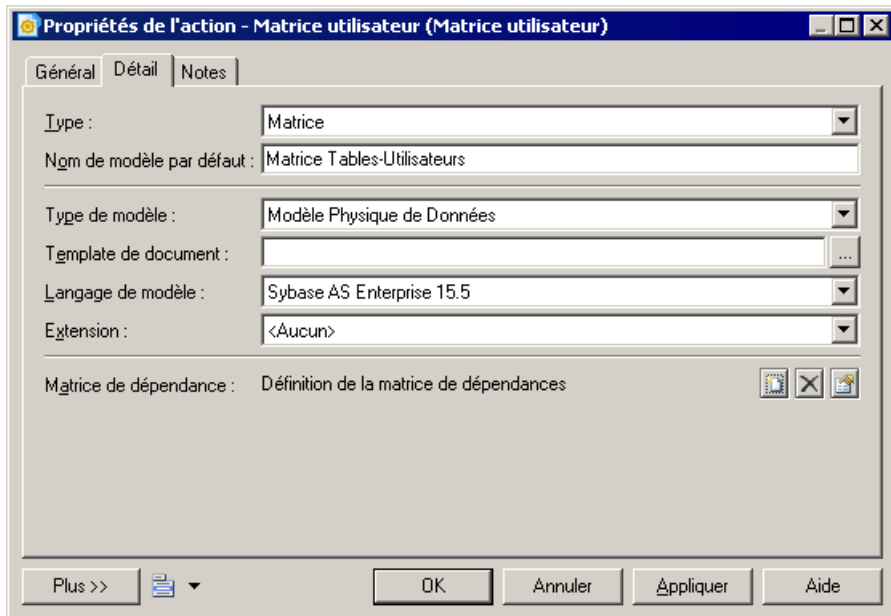 Propriétés de l'action - Matrice utilisateur (Matrice utilisateur)
Général Détail Notes
Type : Matrice
Nom de modèle par défaut : Matrice Tables-Utilisateurs
Type de modèle : Modèle Physique de Données
Template de document : ...
Langage de modèle : Sybase AS Enterprise 15.5
Extension : <Aucun>
Matrice de dépendance : Définition de la matrice de dépendances
Plus >> OK Annuler Appliquer Aide